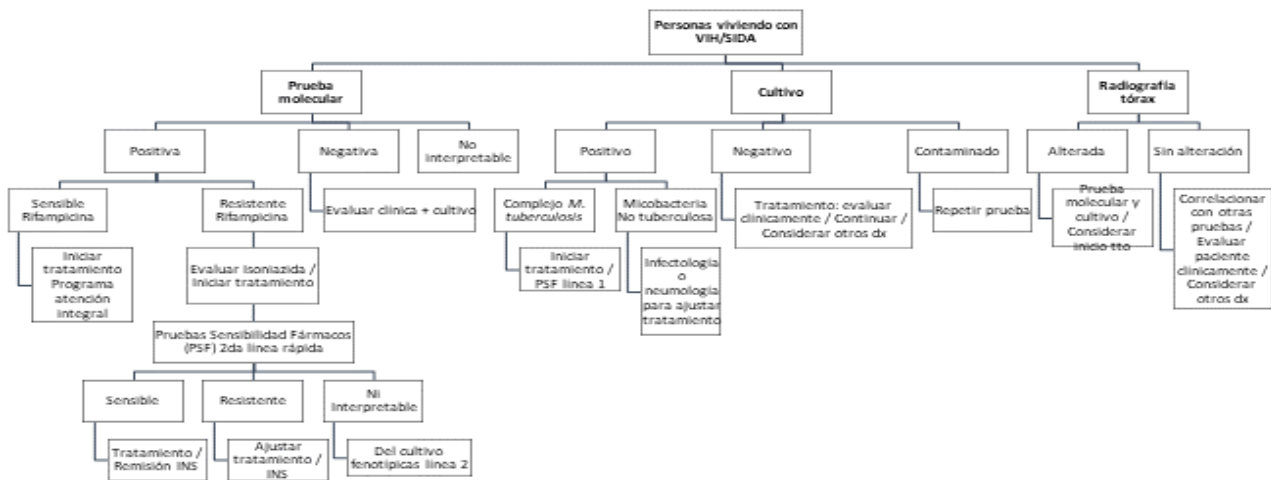 Personas viviendo con
VIH/SIDA
Prueba
molecular
Cultivo
Radiografía
tórax
Positiva
Negativa
No
interpretable
Positivo
Negativo
Contaminado
Alterada
Sin alteración
Sensible
Rifampicina
Resistente
Rifampicina
Evaluar clínica + cultivo
Complejo M.
tuberculosis
Micobacteria
No tuberculosa
Tratamiento: evaluar
clínicamente / Continuar /
Considerar otros dx
Repetir prueba
Prueba
molecular y
cultivo /
Considerar
inicio tto
Correlacionar
con otras
pruebas /
Evaluar
paciente
clínicamente /
Considerar
otros dx
Iniciar
tratamiento
Programa
atención
integral
Evaluar Isoniazida /
Iniciar tratamiento
Iniciar
tratamiento /
PSF línea 1
Infectología
o
neumología
para ajustar
tratamiento
Pruebas Sensibilidad Fármacos
(PSF) 2da línea rápida
Sensible
Resistente
Ni
Interpretable
Tratamiento /
Remisión INS
Ajustar
tratamiento /
INS
Del cultivo
fenotípicas línea 2